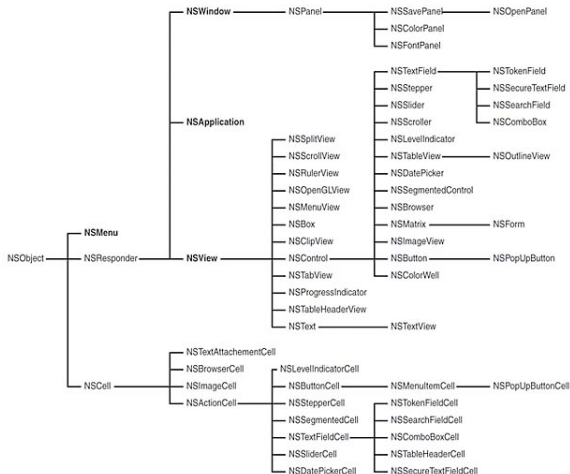 NSWindow NSPanel NSSavePanel NSOpenPanel
NSColorPanel
NSFontPanel
NSTextField NSTokenField
NSStepper NSSecureTextField
NSSlider NSSearchField
NSApplication NSScroller NSComboBox
NSSplitView NSLevelIndicator
NSScrollView NSTableView NSOutlineView
NSRulerView NSDatePicker
NSOpenGLView NSSegmentedControl
NSMenuView NSBrowser
NSBox NSMatrix NSForm
NSMenu NSClipView NSImageView
NSObject NSResponder NSView NSControl NSButton NSPopUpButton
NSTabView NSColorWell
NSProgressIndicator
NSTableHeaderView
NSText NSTextView
NSTextAttachementCell
NSBrowserCell NSLevelIndicatorCell
NSCell NSImageCell NSButtonCell NSMenuItemCell NSPopUpButtonCell
NSActionCell NSStepperCell NSTokenFieldCell
NSSegmentedCell NSSearchFieldCell
NSTextFieldCell NSComboBoxCell
NSSliderCell NSTableHeaderCell
NSDatePickerCell NSSecureTextFieldCell